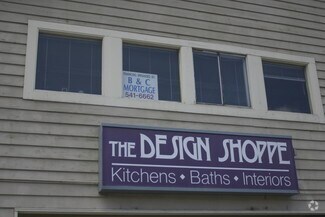 B & C
MORTGAGE
541-6662
THE DESIGN SHOPPE
Kitchens • Baths • Interiors